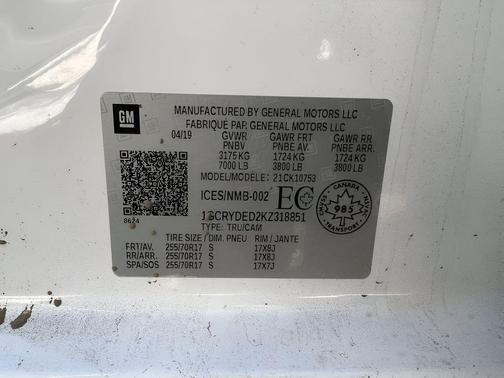 GM
MANUFACTURED BY GENERAL MOTORS LLC
FABRIQUÉ PAR GENERAL MOTORS LLC
04/19 GVWR GAWR FRT GAWR RR
PNBV PNBE AV. PNBE ARR.
3175 KG 1724 KG 1724 KG
7000 LB 3800 LB 3800 LB
MODEL/MODÈLE: 21CK10753
ICES/NMB-002 EC
CANADA
985
8624
CRYDED2KZ318851
TYPE: TRU/CAM
TIRE SIZE / DIM. PNEU RIM / JANTE
FRT/AV. 255/70R17 S 17X8J
RR/ARR. 255/70R17 S 17X8J
SPA/SOS 255/70R17 S 17X7J